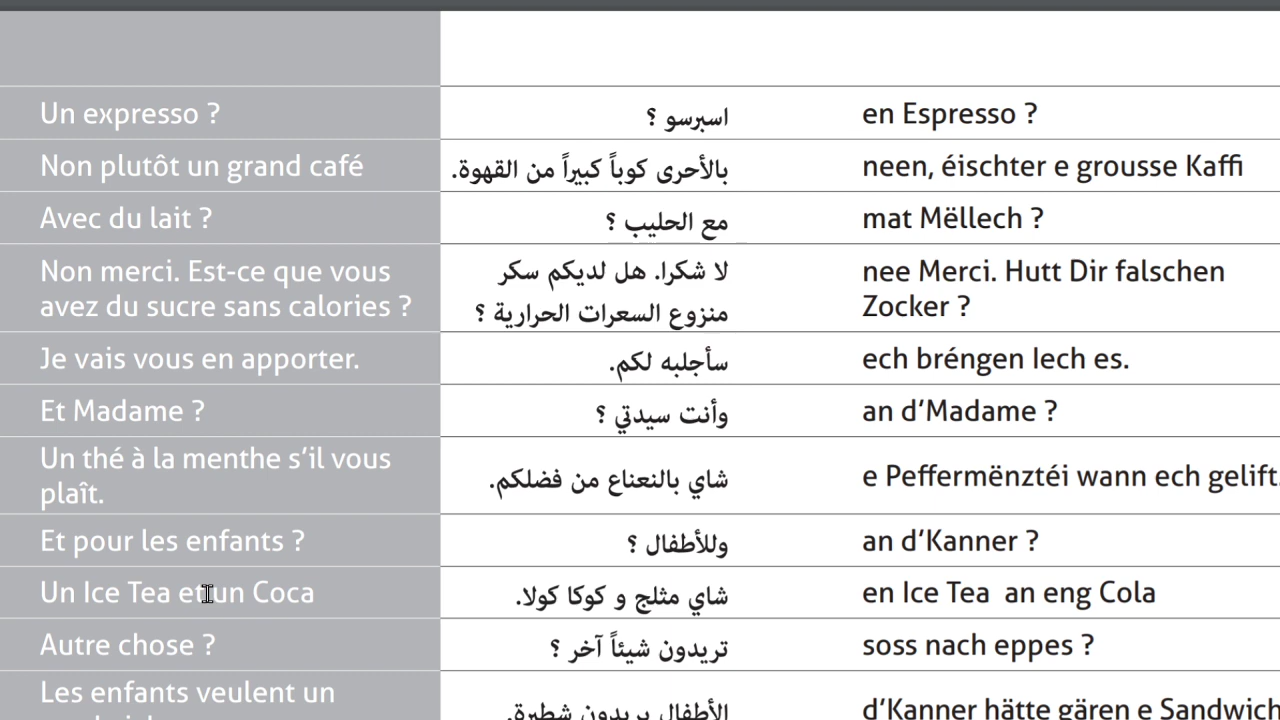 Un expresso ?
اسبرسو ؟
en Espresso ?
Non plutôt un grand café
بالأحرى كوباً كبيراً من القهوة.
neen, éischter e grousse Kaffi
Avec du lait ?
مع الحليب ؟
mat Mëllech ?
Non merci. Est-ce que vous
avez du sucre sans calories ?
لا شكرا. هل لديكم سكر
منزوع السعرات الحرارية ؟
nee Merci. Hutt Dir falschen
Zocker ?
Je vais vous en apporter.
سأجلبه لكم.
ech bréngen Iech es.
Et Madame ?
وأنت سيدتي ؟
an d’Madame ?
Un thé à la menthe s’il vous
plaît.
شاي بالنعناع من فضلكم.
e Peffermënztéi wann ech gelift.
Et pour les enfants ?
وللأطفال ؟
an d’Kanner ?
Un Ice Tea et un Coca
شاي مثلج و كوكا كولا.
en Ice Tea  an eng Cola
Autre chose ?
تريدون شيئاً آخر ؟
soss nach eppes ?
Les enfants veulent un
الأطفال يريدون شطيرة.
d’Kanner hätte gären e Sandwich